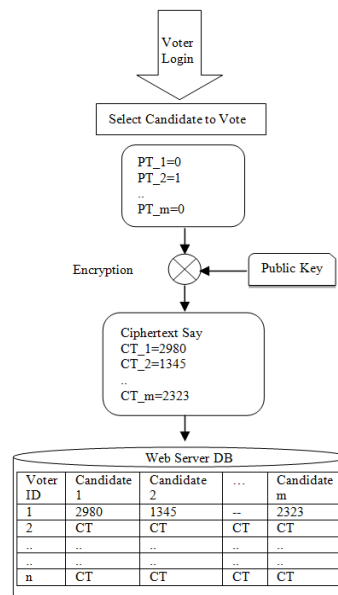 Voter
Login
Select Candidate to Vote
PT_1=0
PT_2=1
..
PT_m=0
Encryption
Public Key
Ciphertext Say
CT_1=2980
CT_2=1345
..
CT_m=2323
Web Server DB
Voter ID Candidate 1 Candidate 2 ... Candidate m
1 2980 1345 -- 2323
2 CT CT CT CT
.. .. .. .. ..
.. .. .. .. ..
n CT CT CT CT